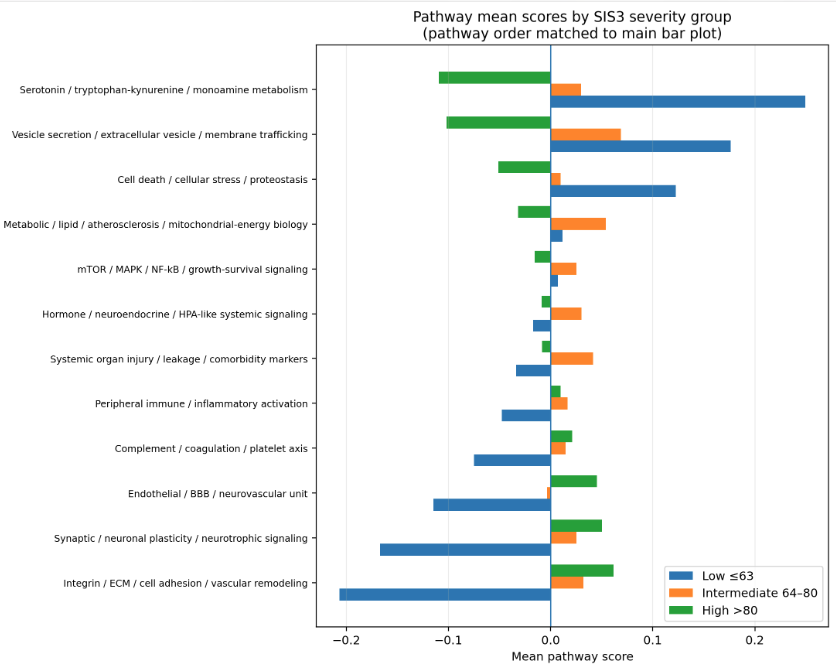 Pathway mean scores by SIS3 severity group
(pathway order matched to main bar plot)
Serotonin / tryptophan-kynurenine / monoamine metabolism
Vesicle secretion / extracellular vesicle / membrane trafficking
Cell death / cellular stress / proteostasis
Metabolic / lipid / atherosclerosis / mitochondrial-energy biology
mTOR / MAPK / NF-kB / growth-survival signaling
Hormone / neuroendocrine / HPA-like systemic signaling
Systemic organ injury / leakage / comorbidity markers
Peripheral immune / inflammatory activation
Complement / coagulation / platelet axis
Endothelial / BBB / neurovascular unit
Synaptic / neuronal plasticity / neurotrophic signaling
Integrin / ECM / cell adhesion / vascular remodeling
Low ≤63
Intermediate 64–80
High >80
−0.2 −0.1 0.0 0.1 0.2
Mean pathway score